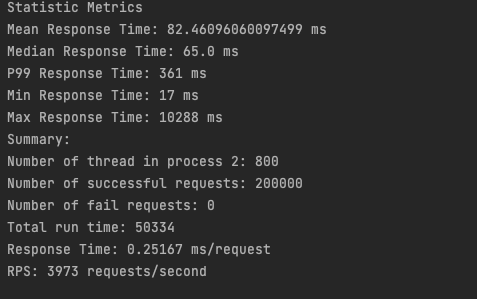 Statistic Metrics
Mean Response Time: 82.46096060097499 ms
Median Response Time: 65.0 ms
P99 Response Time: 361 ms
Min Response Time: 17 ms
Max Response Time: 10288 ms
Summary:
Number of thread in process 2: 800
Number of successful requests: 200000
Number of fail requests: 0
Total run time: 50334
Response Time: 0.25167 ms/request
RPS: 3973 requests/second